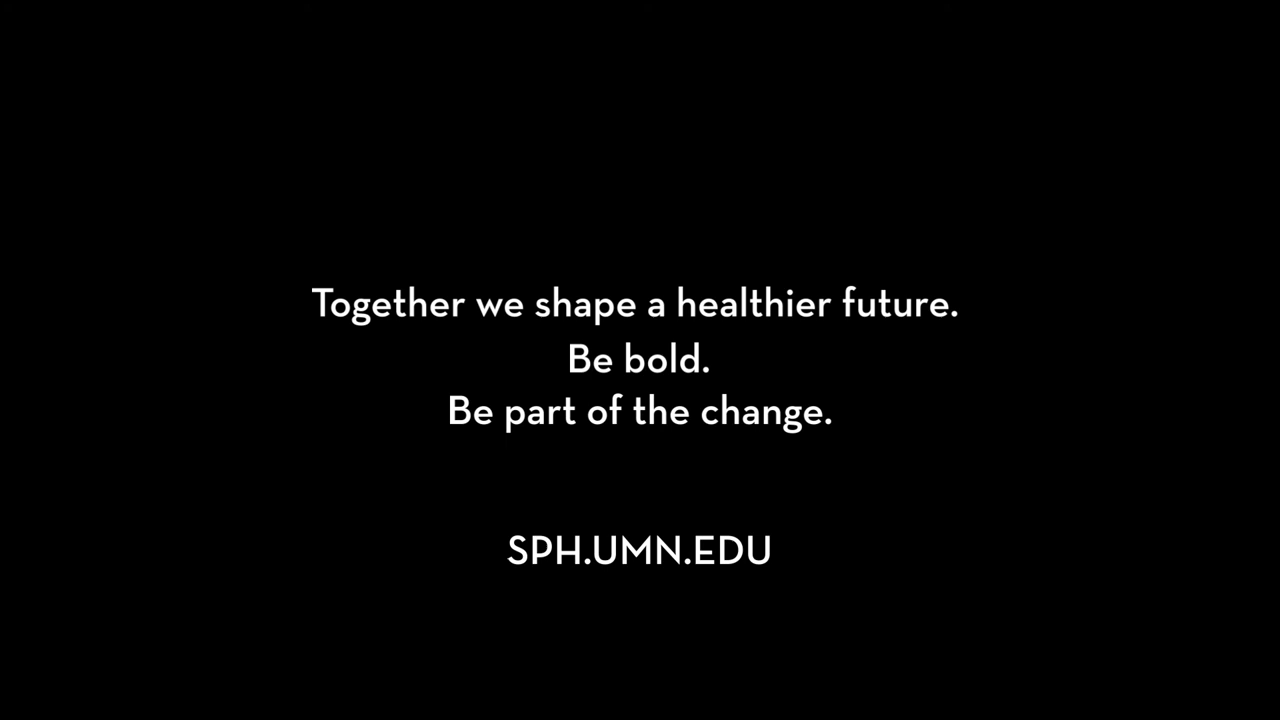 Together we shape a healthier future.
Be bold.
Be part of the change.
SPH.UMN.EDU